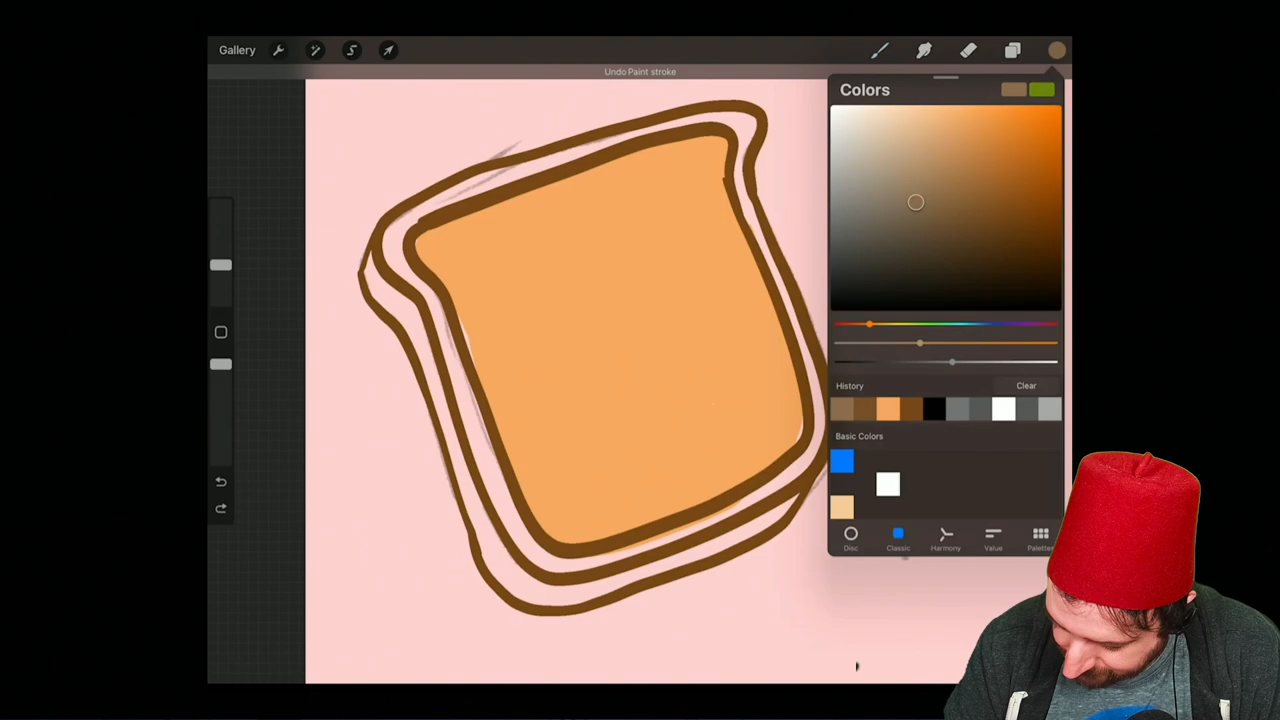 Gallery
Undo Paint stroke
Colors
History
Clear
Basic Colors
Disc
Classic
Harmony
Value
Palettes